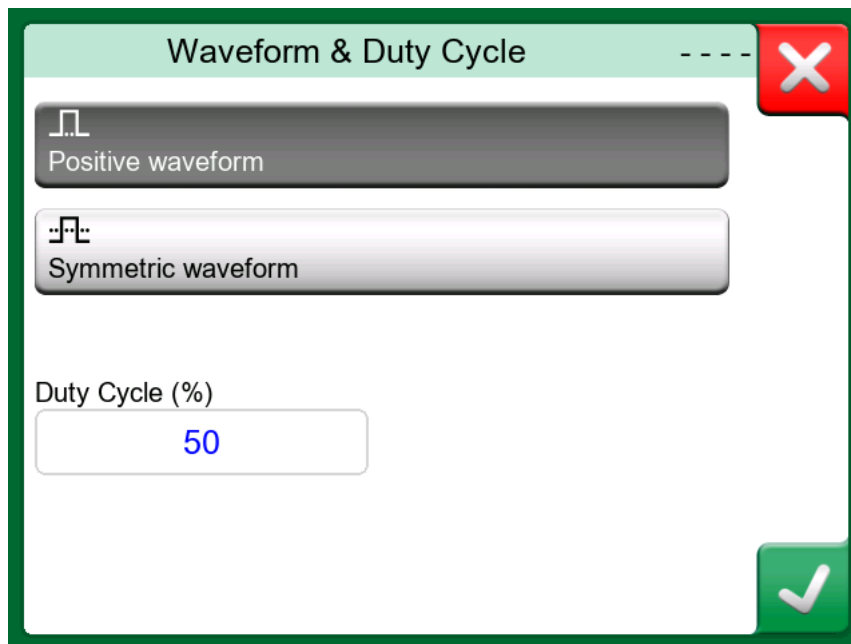 Waveform & Duty Cycle - - - -
Positive waveform
Symmetric waveform
Duty Cycle (%)
50